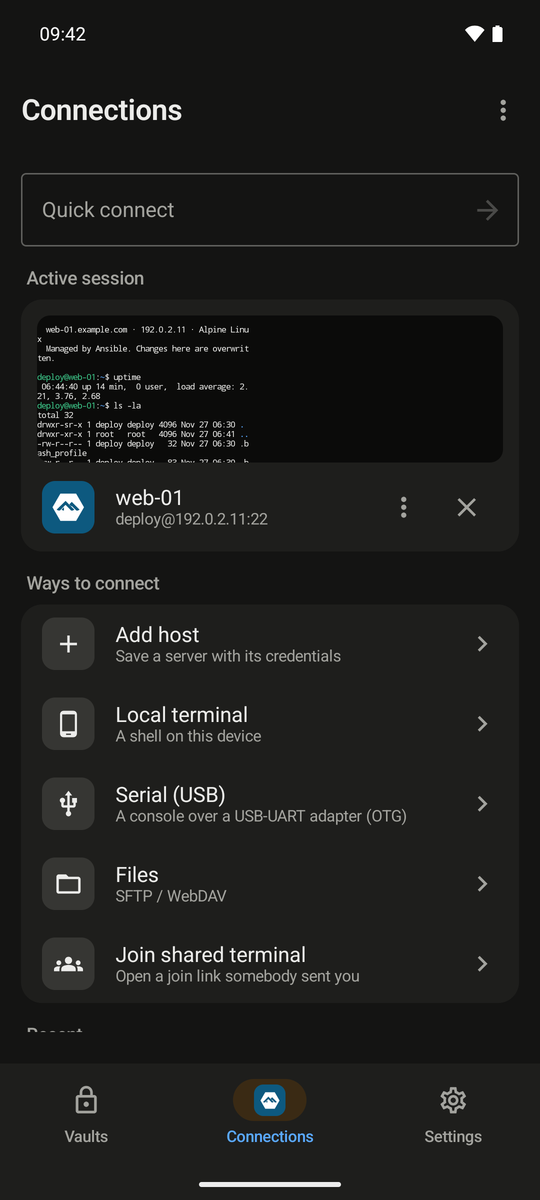 09:42
Connections
Quick connect
Active session
web-01.example.com · 192.0.2.11 · Alpine Linu
x
Managed by Ansible. Changes here are overwrit
ten.
deploy@web-01:~$ uptime
06:44:40 up 14 min, 0 user, load average: 2.
21, 3.76, 2.68
deploy@web-01:~$ ls -la
total 32
drwxr-sr-x 1 deploy deploy 4096 Nov 27 06:30 .
drwxr-xr-x 1 root root 4096 Nov 27 06:41 ..
-rw-r--r-- 1 deploy deploy 32 Nov 27 06:30 .b
ash_profile
web-01
deploy@192.0.2.11:22
Ways to connect
Add host
Save a server with its credentials
Local terminal
A shell on this device
Serial (USB)
A console over a USB-UART adapter (OTG)
Files
SFTP / WebDAV
Join shared terminal
Open a join link somebody sent you
Recent
Vaults
Connections
Settings